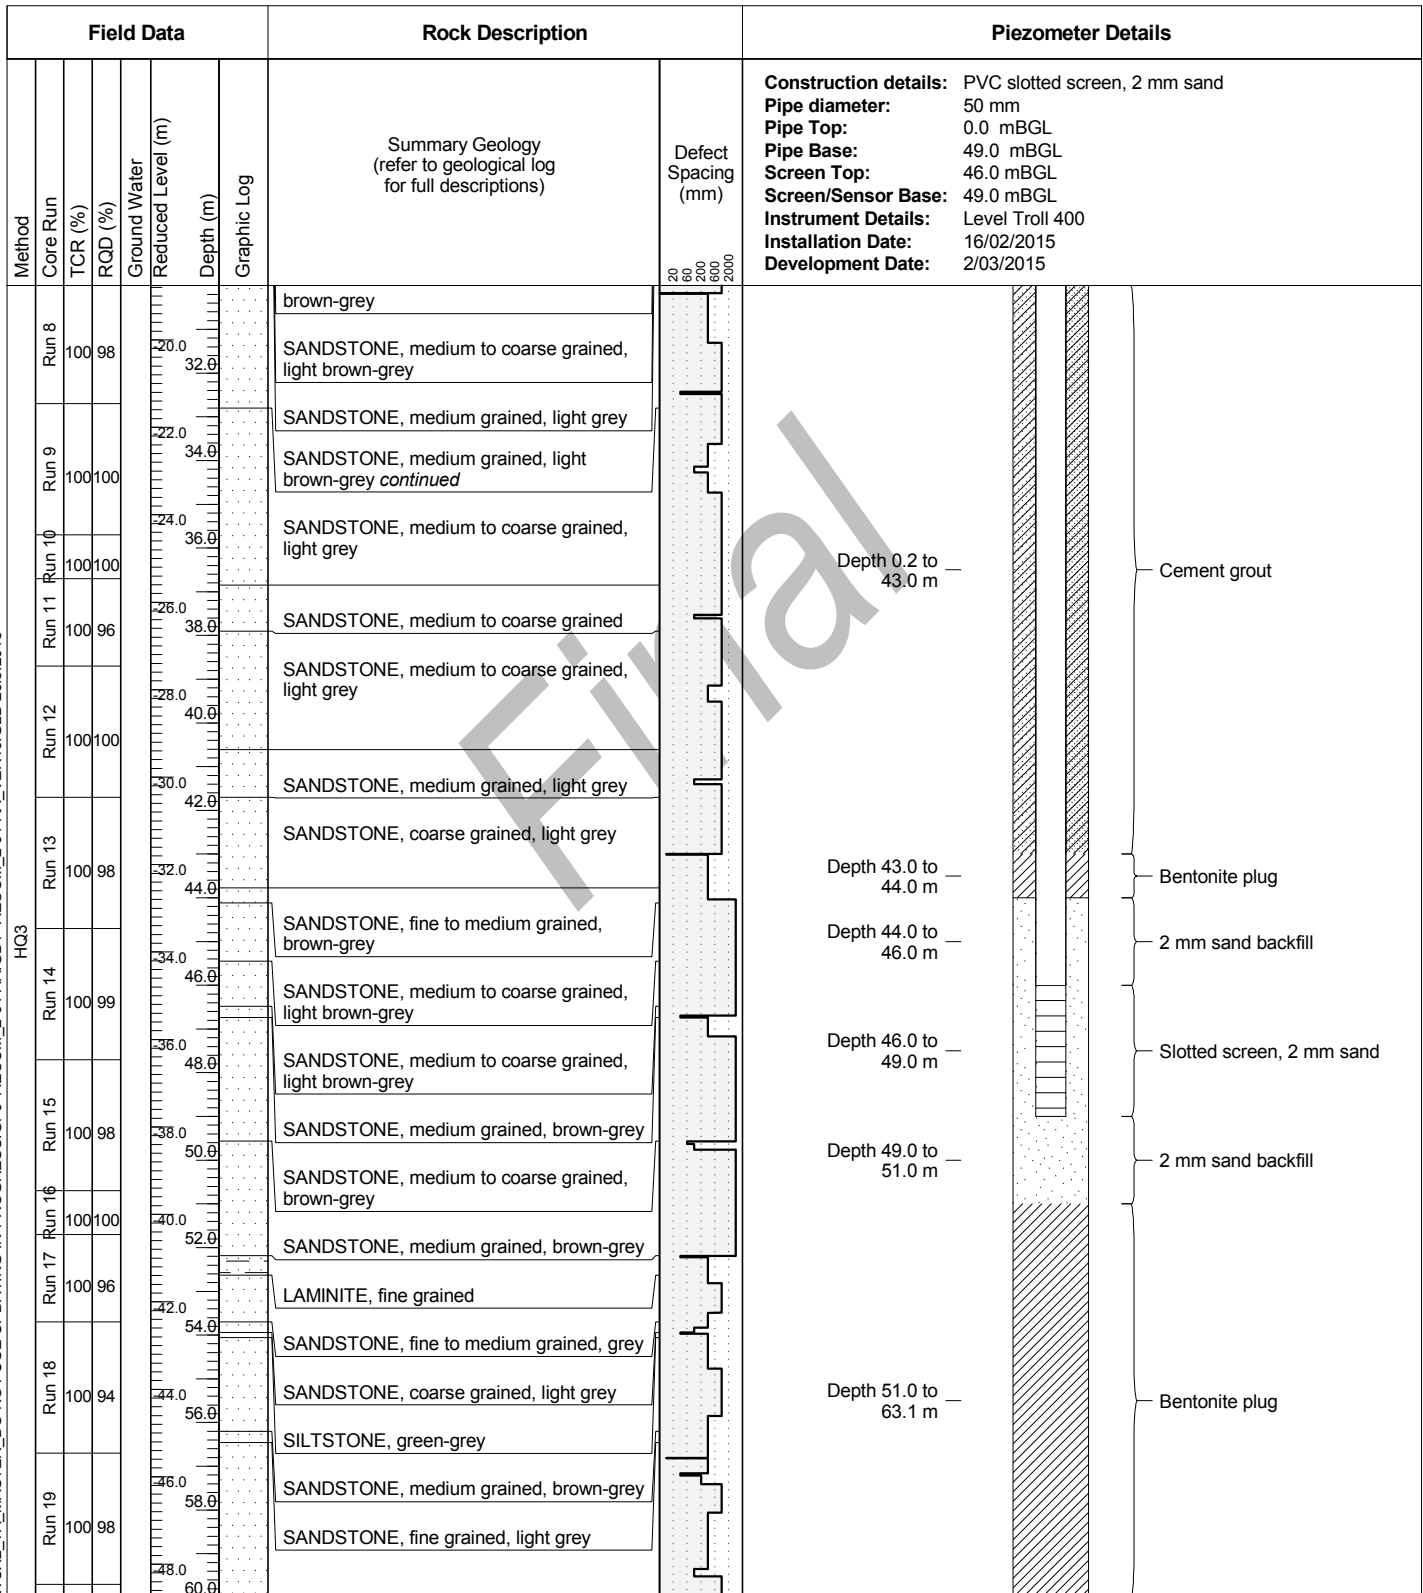 Field Data
Rock Description
Piezometer Details
Method
Core Run
TCR (%)
RQD (%)
Ground Water
Reduced Level (m)
Depth (m)
Graphic Log
Summary Geology
(refer to geological log
for full descriptions)
Defect
Spacing
(mm)
20
60
200
600
2000
Construction details: PVC slotted screen, 2 mm sand
Pipe diameter: 50 mm
Pipe Top: 0.0 mBGL
Pipe Base: 49.0 mBGL
Screen Top: 46.0 mBGL
Screen/Sensor Base: 49.0 mBGL
Instrument Details: Level Troll 400
Installation Date: 16/02/2015
Development Date: 2/03/2015
HQ3
Run 8 100 98
Run 9 100 100
Run 10 100 100
Run 11 100 96
Run 12 100 100
Run 13 100 98
Run 14 100 99
Run 15 100 98
Run 16 100 100
Run 17 100 96
Run 18 100 94
Run 19 100 98
-20.0
32.0
-22.0
34.0
-24.0
36.0
-26.0
38.0
-28.0
40.0
-30.0
42.0
-32.0
44.0
-34.0
46.0
-36.0
48.0
-38.0
50.0
-40.0
52.0
-42.0
54.0
-44.0
56.0
-46.0
58.0
-48.0
60.0
brown-grey
SANDSTONE, medium to coarse grained,
light brown-grey
SANDSTONE, medium grained, light grey
SANDSTONE, medium grained, light
brown-grey continued
SANDSTONE, medium to coarse grained,
light grey
SANDSTONE, medium to coarse grained
SANDSTONE, medium to coarse grained,
light grey
SANDSTONE, medium grained, light grey
SANDSTONE, coarse grained, light grey
SANDSTONE, fine to medium grained,
brown-grey
SANDSTONE, medium to coarse grained,
light brown-grey
SANDSTONE, medium to coarse grained,
light brown-grey
SANDSTONE, medium grained, brown-grey
SANDSTONE, medium to coarse grained,
brown-grey
SANDSTONE, medium grained, brown-grey
LAMINITE, fine grained
SANDSTONE, fine to medium grained, grey
SANDSTONE, coarse grained, light grey
SILTSTONE, green-grey
SANDSTONE, medium grained, brown-grey
SANDSTONE, fine grained, light grey
Final
Depth 0.2 to
43.0 m
Cement grout
Depth 43.0 to
44.0 m
Bentonite plug
Depth 44.0 to
46.0 m
2 mm sand backfill
Depth 46.0 to
49.0 m
Slotted screen, 2 mm sand
Depth 49.0 to
51.0 m
2 mm sand backfill
Depth 51.0 to
63.1 m
Bentonite plug